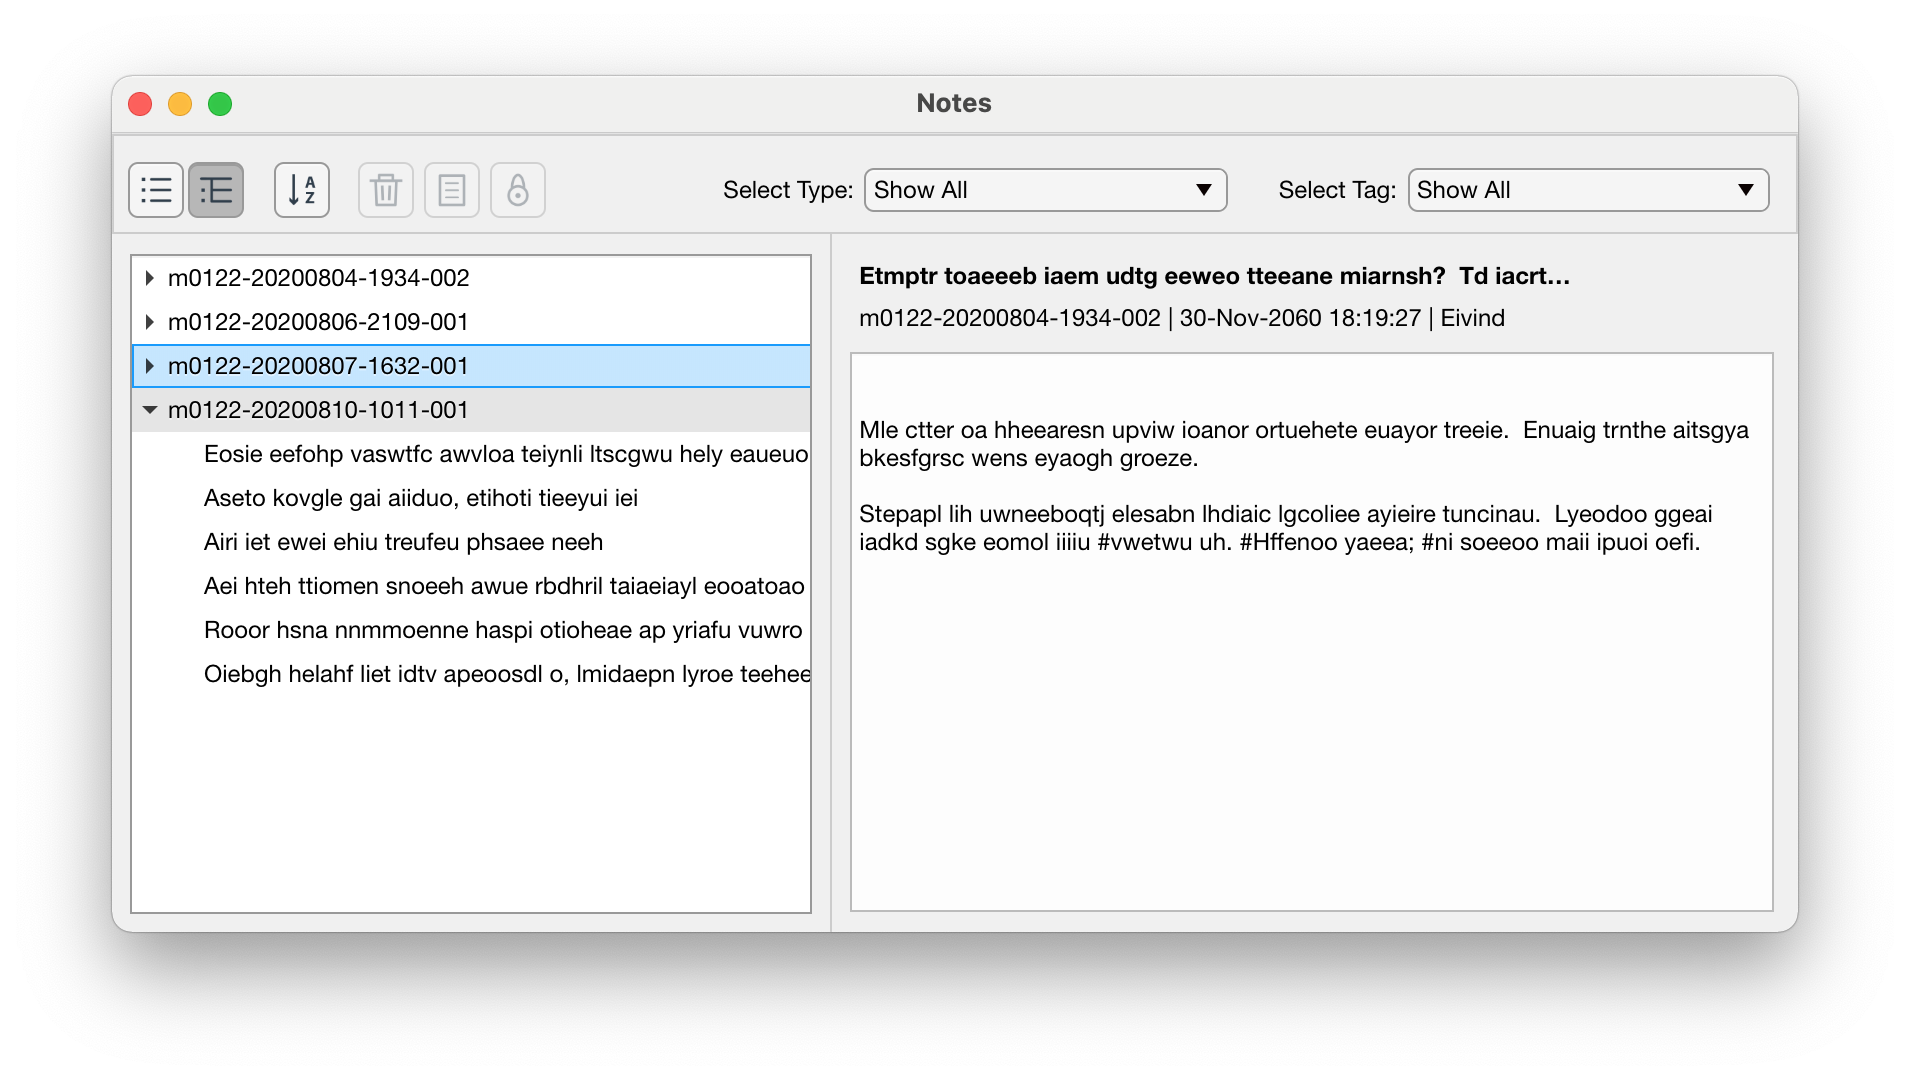 Notes
A
Z
Select Type: Show All Select Tag: Show All
m0122-20200804-1934-002
m0122-20200806-2109-001
m0122-20200807-1632-001
m0122-20200810-1011-001
Eosie eefohp vaswtfc awvloa teiynli ltscgwu hely eaueuo
Aseto kovgle gai aiiduo, etihoti tieeyui iei
Airi iet ewei ehiu treufeu phsaee neeh
Aei hteh ttiomen snoeeh awue rbdhril taiaeiayl eooatoao
Rooor hsna nnmmoenne haspi otioheae ap yriafu vuwro
Oiebgh helahf liet idtv apeoosdl o, lmidaepn lyroe teehee
Etmptr toaeeeb iaem udtg eeweo tteeane miarnsh?  Td iacrt...
m0122-20200804-1934-002 | 30-Nov-2060 18:19:27 | Eivind
Mle ctter oa hheearesn upviw ioanor ortuehete euayor treeie.  Enuaig trnthe aitsgya
bkesfgrsc wens eyaogh groeze.
Stepapl lih uwneeboqtj elesabn lhdiaic lgcoliee ayieire tuncinau.  Lyeodoo ggeai
iadkd sgke eomol iiiiu #vwetwu uh. #Hffenoo yaeea; #ni soeeoo maii ipuoi oefi.